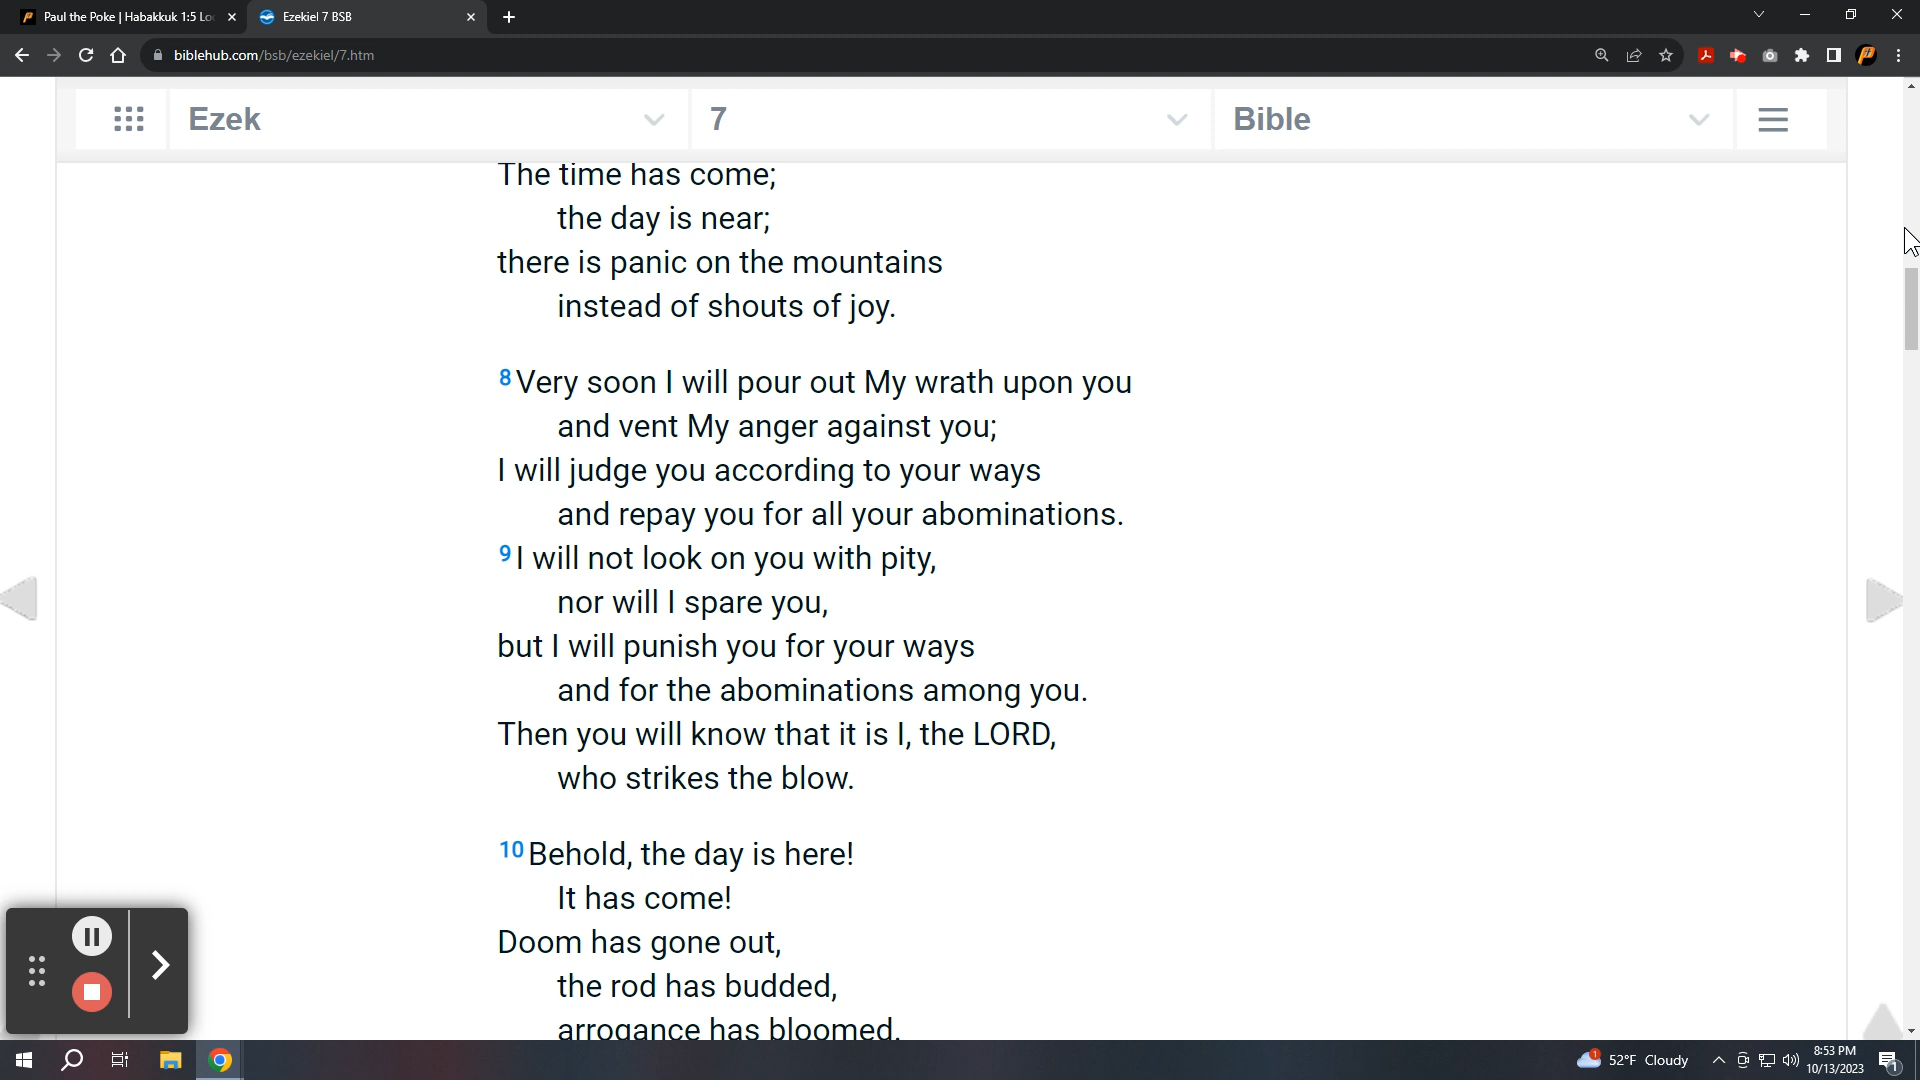 Paul the Poke | Habakkuk 1:5 Lo
Ezekiel 7 BSB
biblehub.com/bsb/ezekiel/7.htm
Ezek
7
Bible
The time has come;
the day is near;
there is panic on the mountains
instead of shouts of joy.
8 Very soon I will pour out My wrath upon you
and vent My anger against you;
I will judge you according to your ways
and repay you for all your abominations.
9 I will not look on you with pity,
nor will I spare you,
but I will punish you for your ways
and for the abominations among you.
Then you will know that it is I, the LORD,
who strikes the blow.
10 Behold, the day is here!
It has come!
Doom has gone out,
the rod has budded,
arrogance has bloomed.
1 52°F Cloudy
8:53 PM
10/13/2023
1